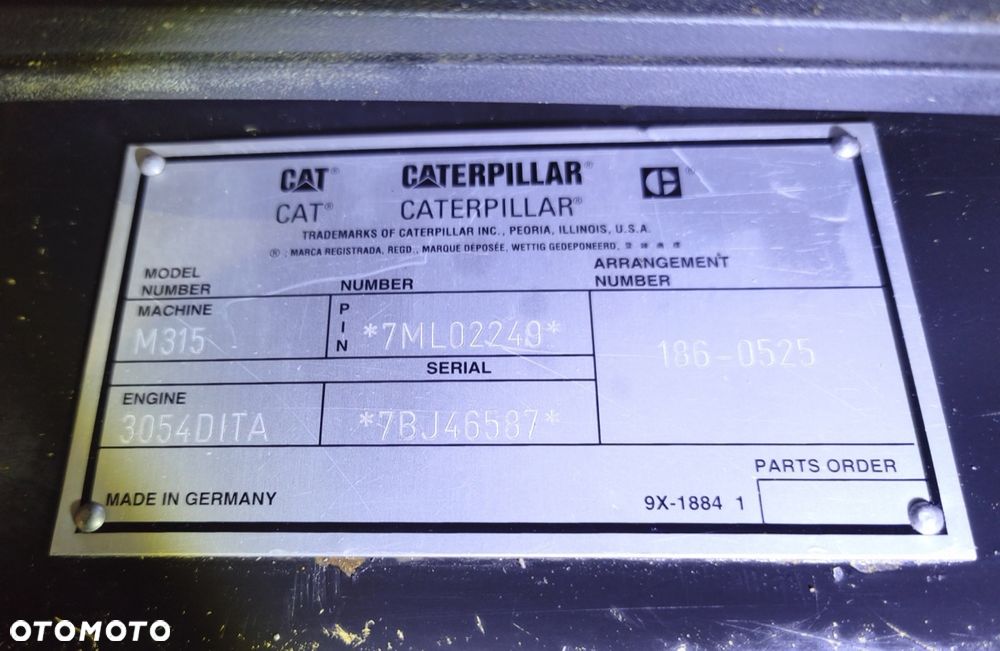 CAT® CATERPILLAR® ®
CAT® CATERPILLAR®
TRADEMARKS OF CATERPILLAR INC., PEORIA, ILLINOIS, U.S.A.
® : MARCA REGISTRADA, REGD., MARQUE DEPOSÉE, WETTIG GEDEPONEERD,
MODEL NUMBER
NUMBER
ARRANGEMENT NUMBER
MACHINE
M315
PIN
*7ML02249*
186-0525
SERIAL
ENGINE
3054DITA
*7BJ46587*
PARTS ORDER
MADE IN GERMANY
9X-1884 1
OTOMOTO